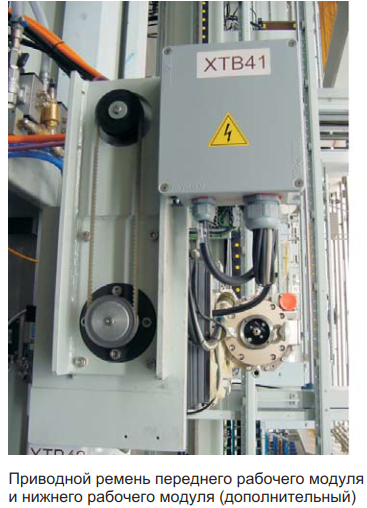 XTB41
Приводной ремень переднего рабочего модуля
и нижнего рабочего модуля (дополнительный)